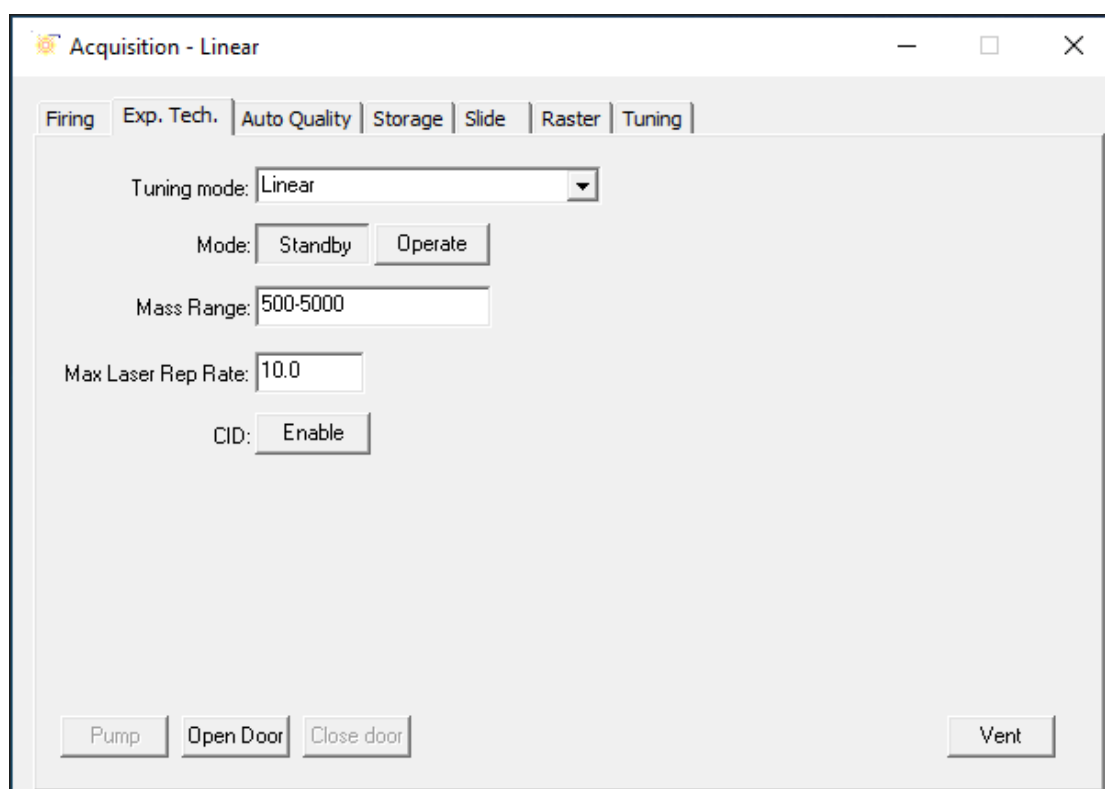 Acquisition - Linear
Firing Exp. Tech. Auto Quality Storage Slide Raster Tuning
Tuning mode: Linear
Mode: Standby Operate
Mass Range: 500-5000
Max Laser Rep Rate: 10.0
CID: Enable
Pump Open Door Close door Vent